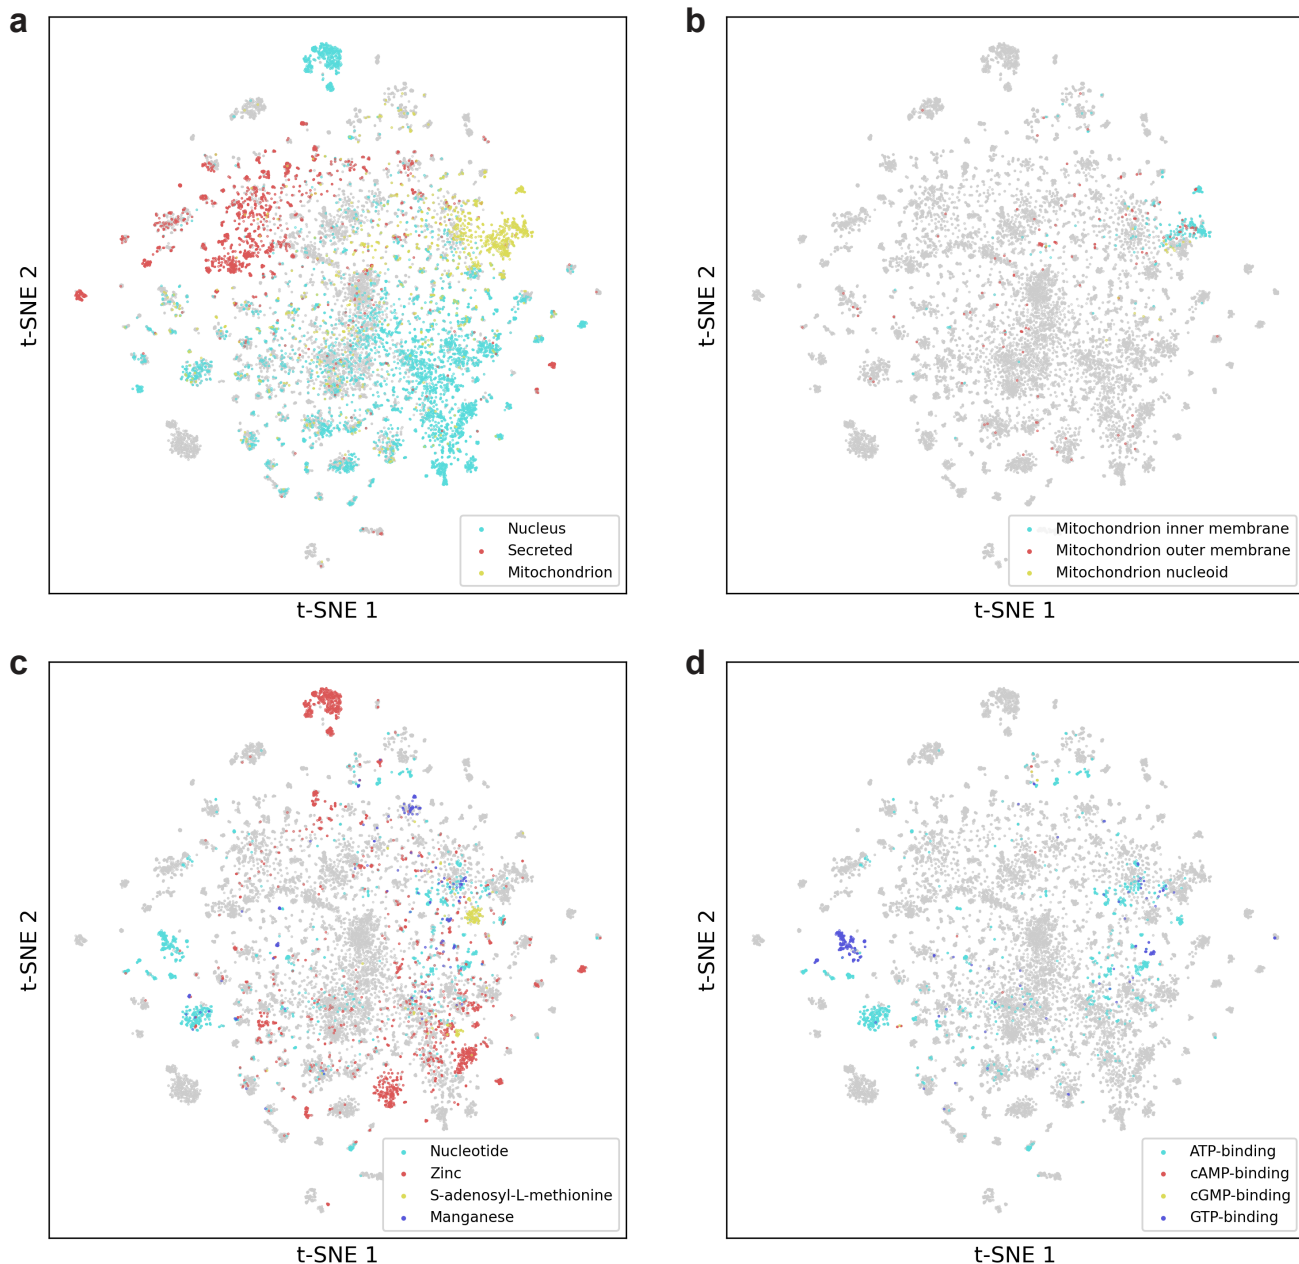 a
t-SNE 2
Nucleus
Secreted
Mitochondrion
t-SNE 1
b
t-SNE 2
Mitochondrion inner membrane
Mitochondrion outer membrane
Mitochondrion nucleoid
t-SNE 1
c
t-SNE 2
Nucleotide
Zinc
S-adenosyl-L-methionine
Manganese
t-SNE 1
d
t-SNE 2
ATP-binding
cAMP-binding
cGMP-binding
GTP-binding
t-SNE 1